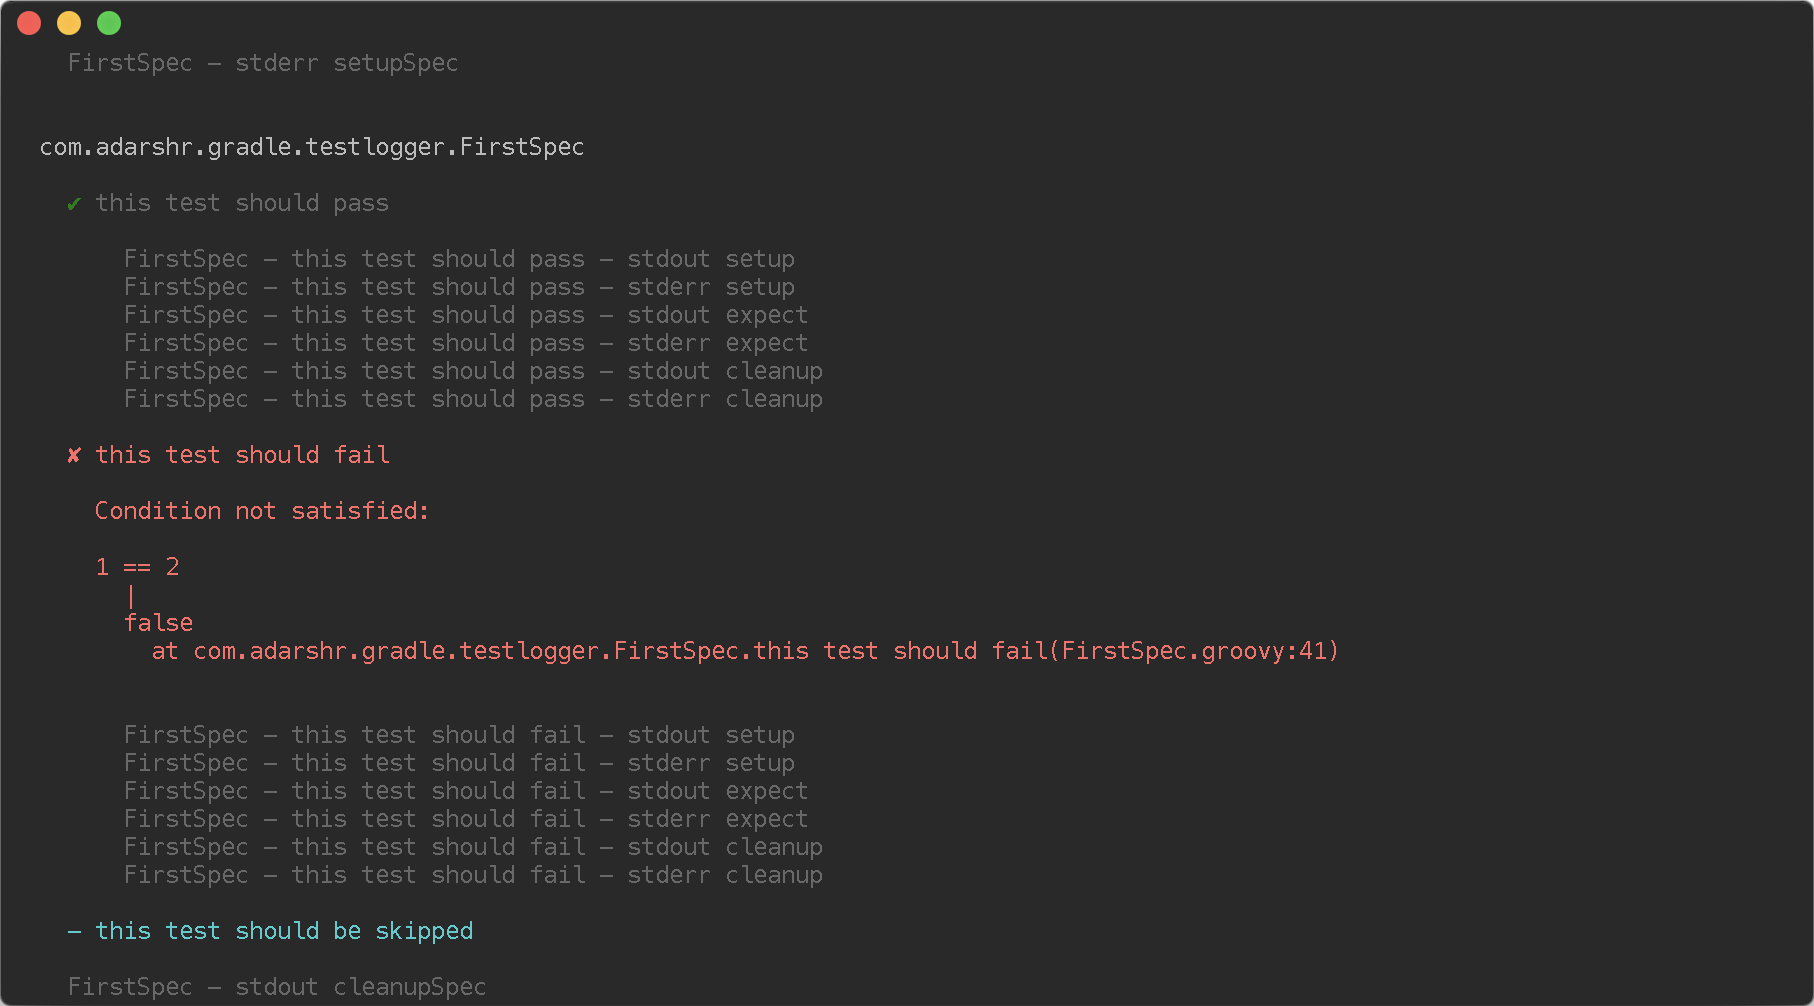 FirstSpec – stderr setupSpec
com.adarshr.gradle.testlogger.FirstSpec
✔ this test should pass
FirstSpec – this test should pass – stdout setup
FirstSpec – this test should pass – stderr setup
FirstSpec – this test should pass – stdout expect
FirstSpec – this test should pass – stderr expect
FirstSpec – this test should pass – stdout cleanup
FirstSpec – this test should pass – stderr cleanup
✘ this test should fail
Condition not satisfied:
1 == 2
|
false
at com.adarshr.gradle.testlogger.FirstSpec.this test should fail(FirstSpec.groovy:41)
FirstSpec – this test should fail – stdout setup
FirstSpec – this test should fail – stderr setup
FirstSpec – this test should fail – stdout expect
FirstSpec – this test should fail – stderr expect
FirstSpec – this test should fail – stdout cleanup
FirstSpec – this test should fail – stderr cleanup
– this test should be skipped
FirstSpec – stdout cleanupSpec